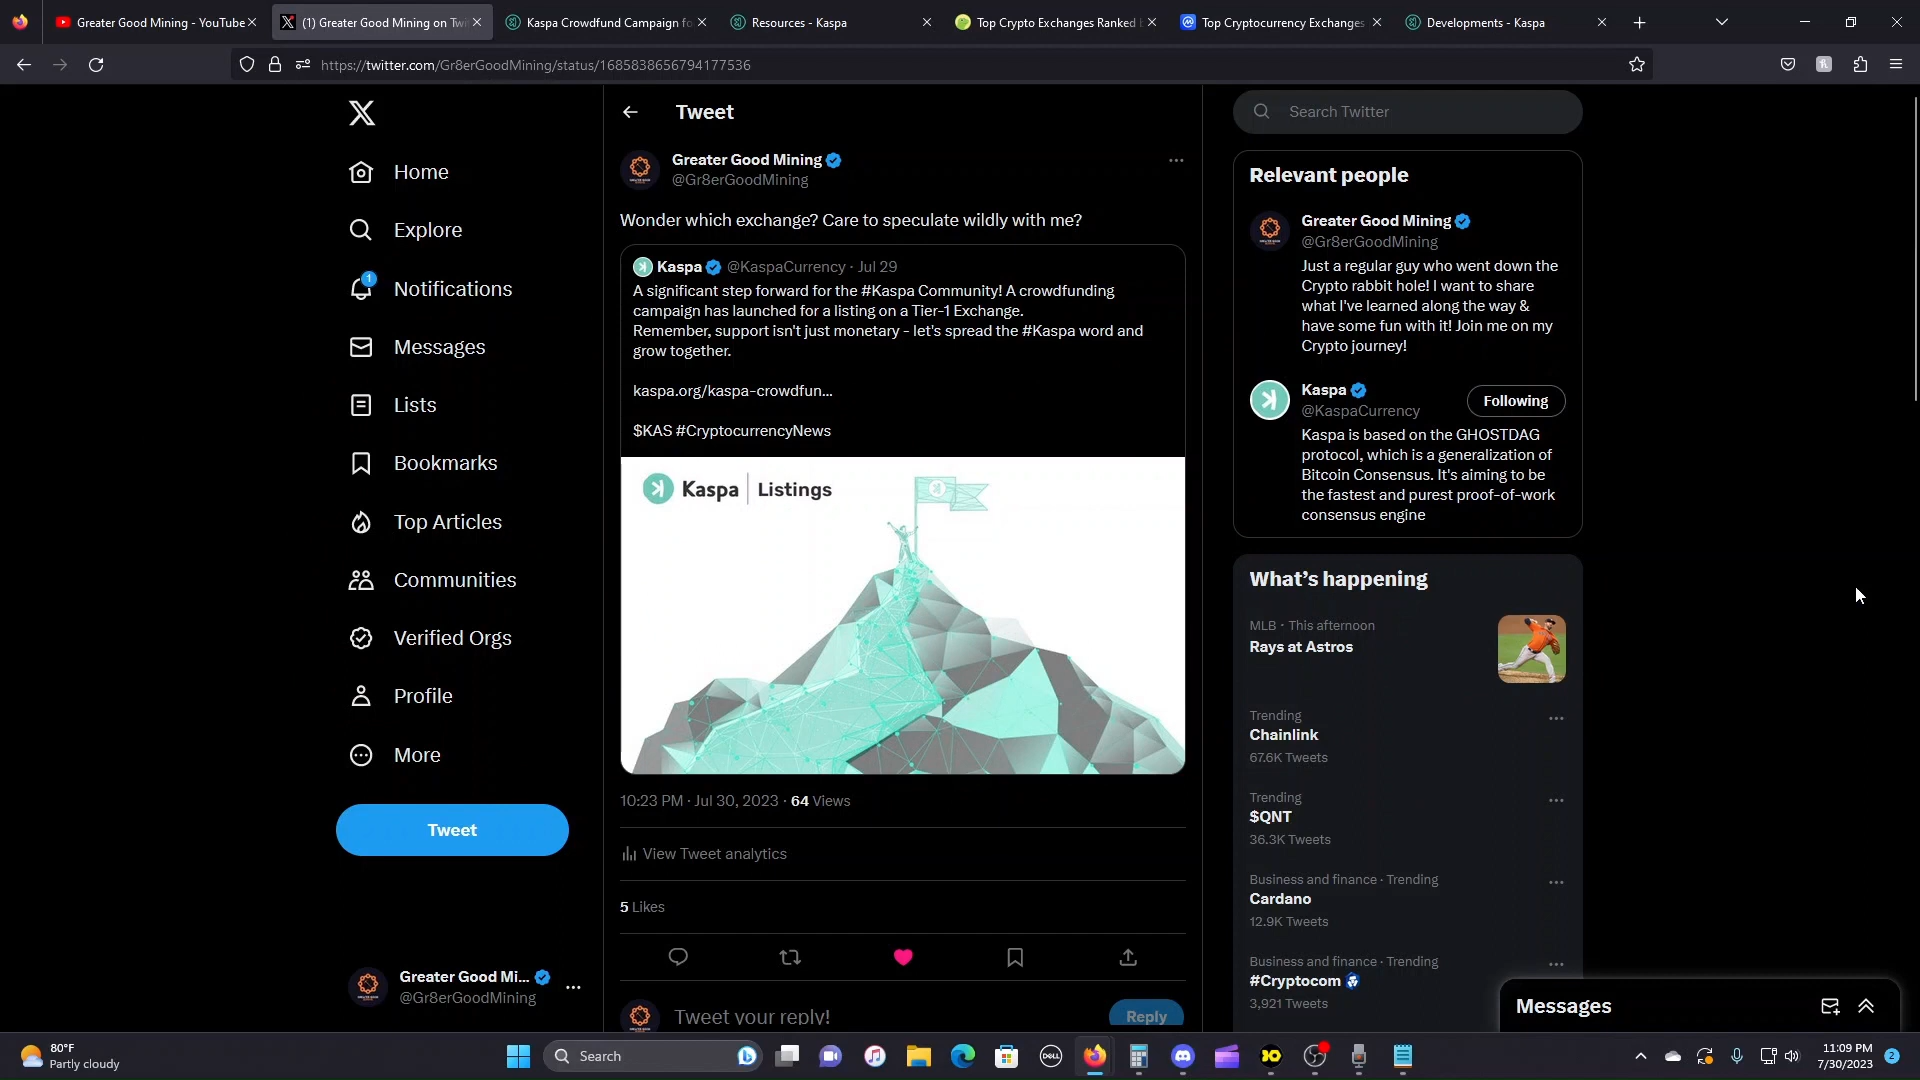 Greater Good Mining - YouTube
(1) Greater Good Mining on Twi
Kaspa Crowdfund Campaign fo
Resources - Kaspa
Top Crypto Exchanges Ranked
Top Cryptocurrency Exchanges
Developments - Kaspa
https://twitter.com/Gr8erGoodMining/status/1685838656794177536
Home
Explore
1
Notifications
Messages
Lists
Bookmarks
Top Articles
Communities
Verified Orgs
Profile
More
Tweet
Greater Good Mi...
@Gr8erGoodMining
Tweet
Greater Good Mining
@Gr8erGoodMining
Wonder which exchange? Care to speculate wildly with me?
Kaspa @KaspaCurrency · Jul 29
A significant step forward for the #Kaspa Community! A crowdfunding
campaign has launched for a listing on a Tier-1 Exchange.
Remember, support isn't just monetary - let's spread the #Kaspa word and
grow together.
kaspa.org/kaspa-crowdfun...
$KAS #CryptocurrencyNews
Kaspa | Listings
10:23 PM · Jul 30, 2023 · 64 Views
View Tweet analytics
5 Likes
Tweet your reply!
Reply
Search Twitter
Relevant people
Greater Good Mining
@Gr8erGoodMining
Just a regular guy who went down the
Crypto rabbit hole! I want to share
what I've learned along the way &
have some fun with it! Join me on my
Crypto journey!
Kaspa
@KaspaCurrency
Following
Kaspa is based on the GHOSTDAG
protocol, which is a generalization of
Bitcoin Consensus. It's aiming to be
the fastest and purest proof-of-work
consensus engine
What's happening
MLB · This afternoon
Rays at Astros
Trending
Chainlink
67.6K Tweets
Trending
$QNT
36.3K Tweets
Business and finance · Trending
Cardano
12.9K Tweets
Business and finance · Trending
#Cryptocom
3,921 Tweets
Messages
80°F
Partly cloudy
Search
DELL
11:09 PM
7/30/2023
2